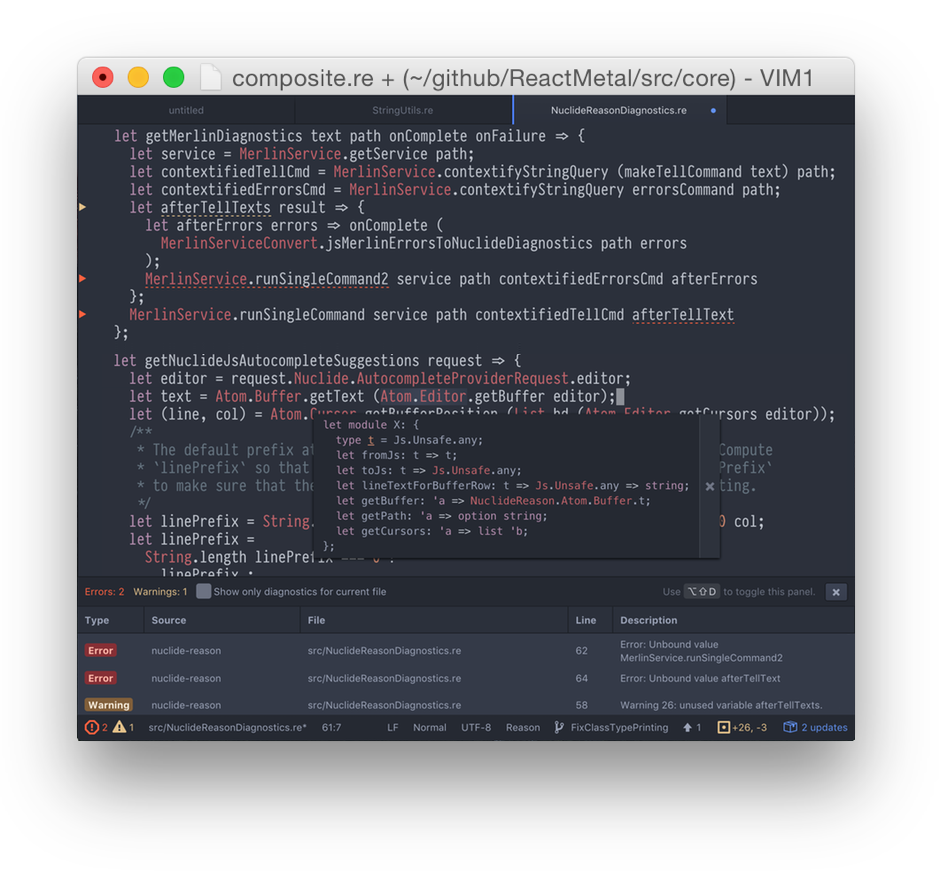 composite.re + (~/github/ReactMetal/src/core) - VIM1
untitled StringUtils.re NuclideReasonDiagnostics.re
let getMerlinDiagnostics text path onComplete onFailure => {
let service = MerlinService.getService path;
let contextifiedTellCmd = MerlinService.contextifyStringQuery (makeTellCommand text) path;
let contextifiedErrorsCmd = MerlinService.contextifyStringQuery errorsCommand path;
let afterTellTexts result => {
let afterErrors errors => onComplete (
MerlinServiceConvert.jsMerlinErrorsToNuclideDiagnostics path errors
);
MerlinService.runSingleCommand2 service path contextifiedErrorsCmd afterErrors
};
MerlinService.runSingleCommand service path contextifiedTellCmd afterTellText
};
let getNuclideJsAutocompleteSuggestions request => {
let editor = request.Nuclide.AutocompleteProviderRequest.editor;
let text = Atom.Buffer.getText (Atom.Editor.getBuffer editor);
let (line, col) = Atom.Cursor.getBufferPosition (List.hd (Atom.Editor.getCursors editor));
/**
* The default prefix at Compute
* `linePrefix` so that Prefix`
* to make sure that the ting.
*/
let linePrefix = String. 0 col;
let linePrefix =
String.length linePrefix === 0 
linePrefix :
let module X: {
type t = Js.Unsafe.any;
let fromJs: t => t;
let toJs: t => Js.Unsafe.any;
let lineTextForBufferRow: t => Js.Unsafe.any => string;
let getBuffer: 'a => NuclideReason.Atom.Buffer.t;
let getPath: 'a => option string;
let getCursors: 'a => list 'b;
};
Errors: 2 Warnings: 1 Show only diagnostics for current file Use ⌥⇧D to toggle this panel.
Type Source File Line Description
Error nuclide-reason src/NuclideReasonDiagnostics.re 62 Error: Unbound value
MerlinService.runSingleCommand2
Error nuclide-reason src/NuclideReasonDiagnostics.re 64 Error: Unbound value afterTellText
Warning nuclide-reason src/NuclideReasonDiagnostics.re 58 Warning 26: unused variable afterTellTexts.
2 1 src/NuclideReasonDiagnostics.re* 61:7 LF Normal UTF-8 Reason FixClassTypePrinting 1 +26, -3 2 updates